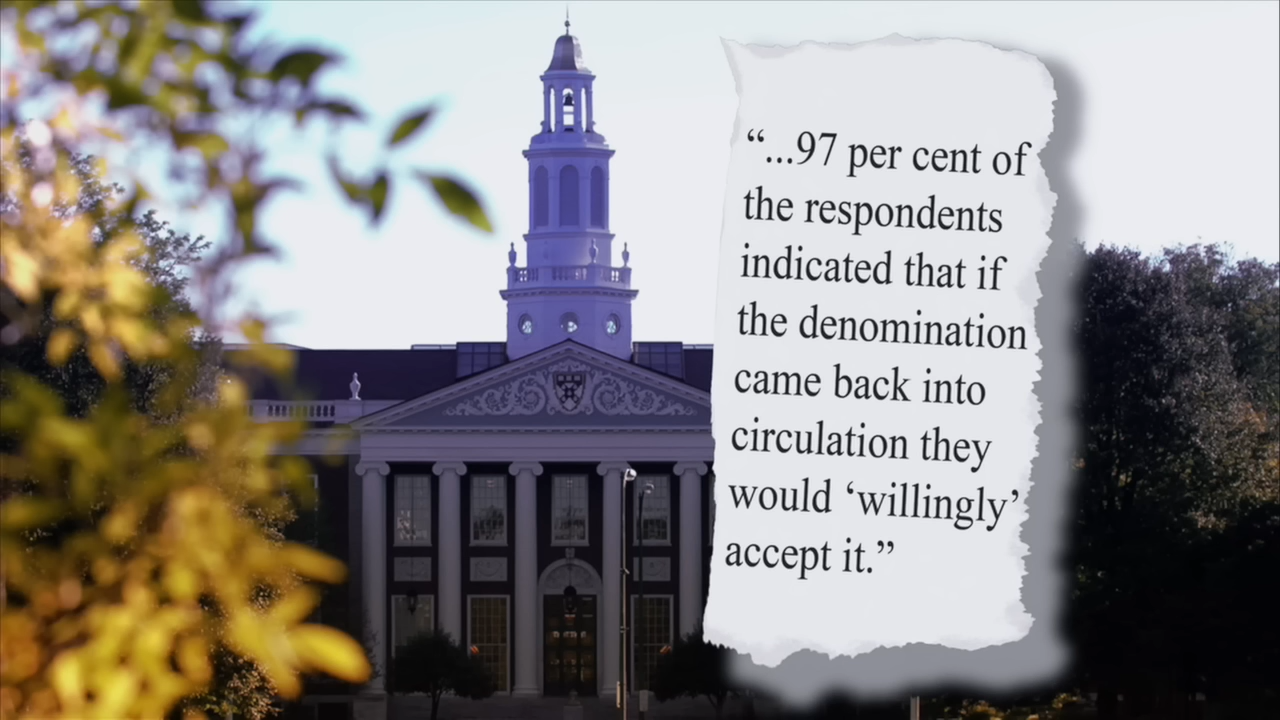 “...97 per cent of
the respondents
indicated that if
the denomination
came back into
circulation they
would ‘willingly’
accept it.”